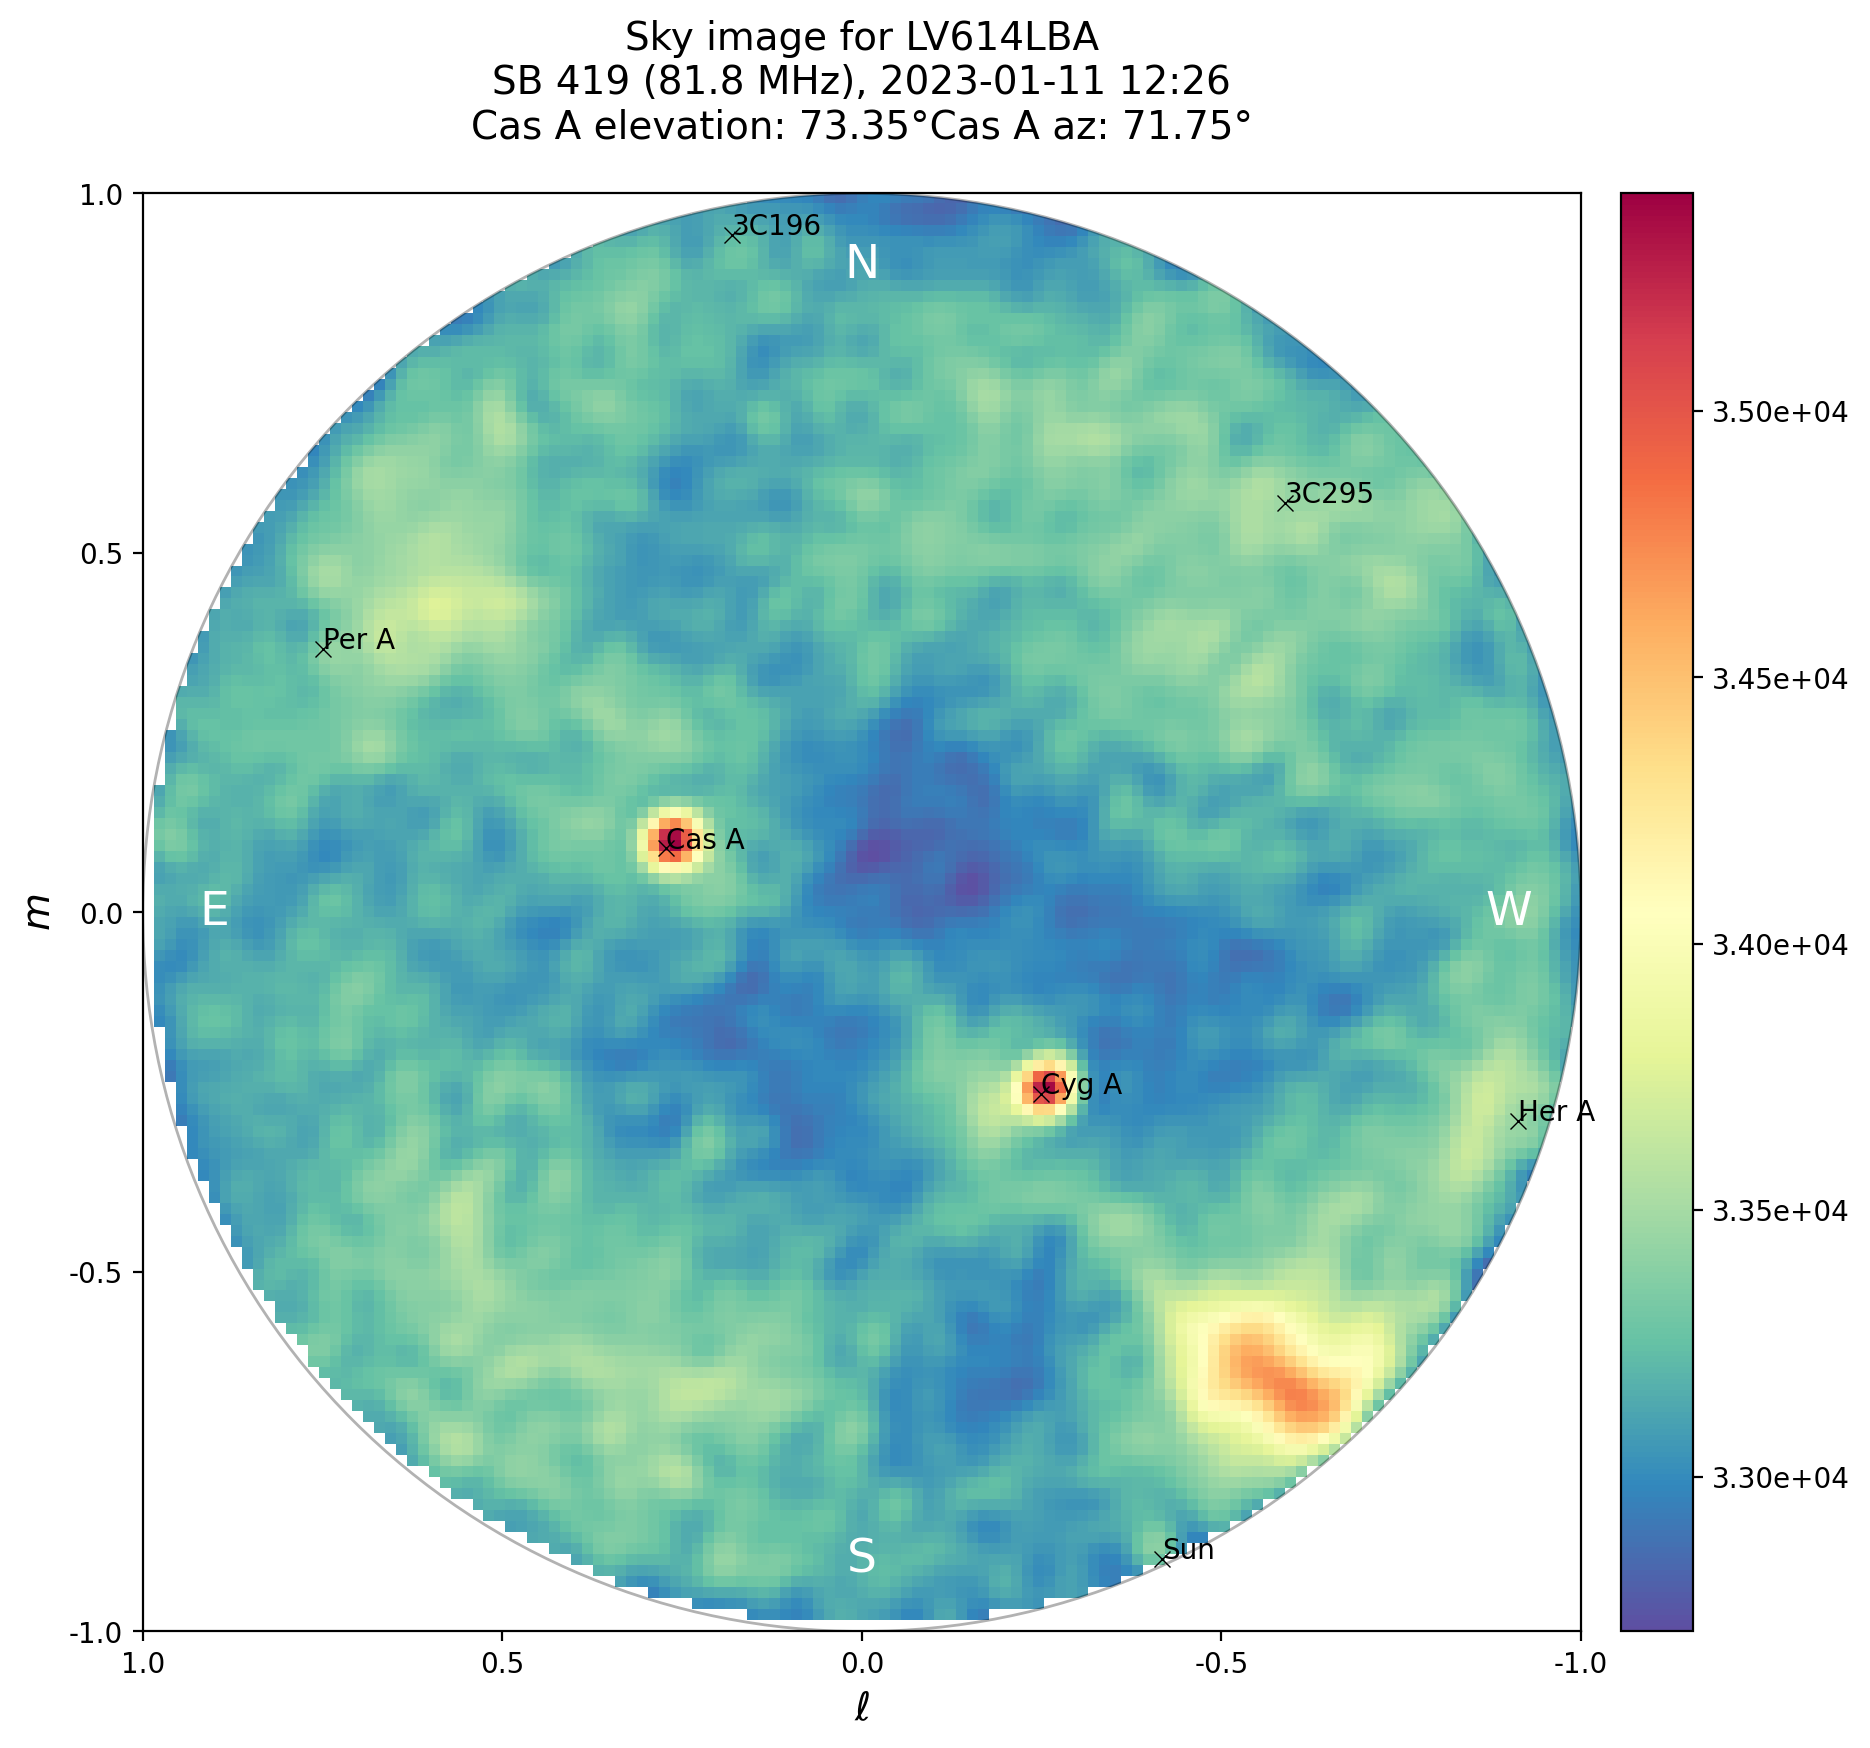 Sky image for LV614LBA
SB 419 (81.8 MHz), 2023-01-11 12:26
Cas A elevation: 73.35°Cas A az: 71.75°
1.0
3C196
N
3.50e+04
3C295
0.5
Per A
3.45e+04
Cas A
m
0.0
E
W
3.40e+04
Cyg A
Her A
3.35e+04
-0.5
3.30e+04
S
Sun
-1.0
1.0
0.5
0.0
-0.5
-1.0
ℓ